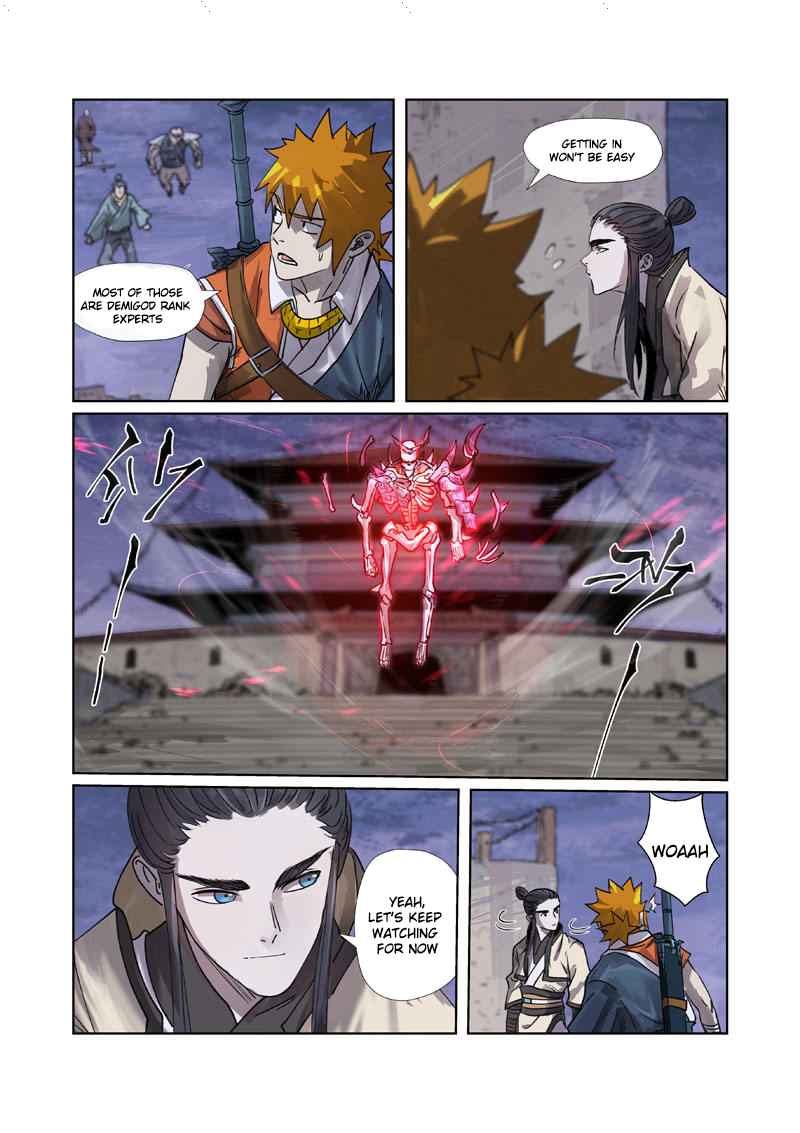 MOST OF THOSE
ARE DEMIGOD RANK
EXPERTS
GETTING IN
WON'T BE EASY
YEAH,
LET'S KEEP
WATCHING
FOR NOW
WOAAH